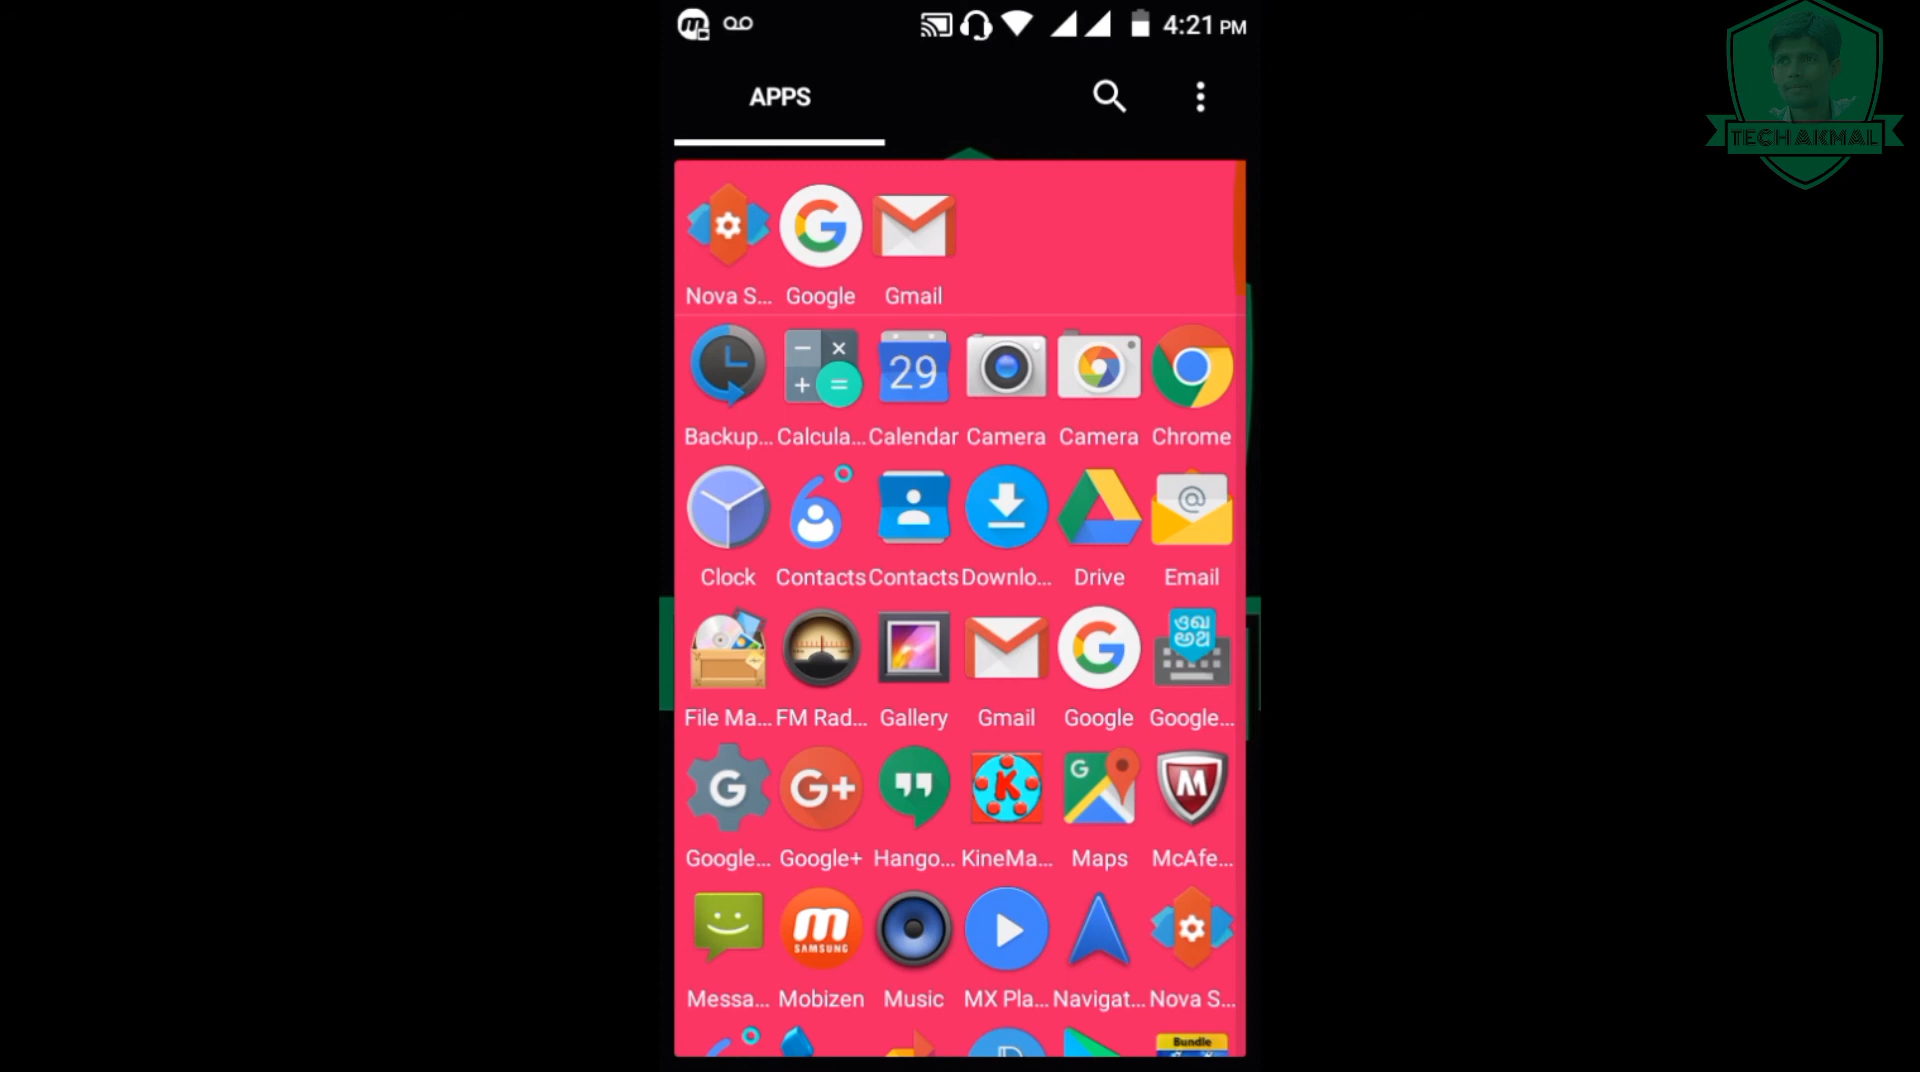 4:21 PM
APPS
TECH AKMAL
Nova S... Google Gmail
29
Backup... Calcula... Calendar Camera Camera Chrome
Clock Contacts Contacts Downlo... Drive Email
File Ma... FM Rad... Gallery Gmail Google Google...
Google... Google+ Hango... KineMa... Maps McAfe...
SAMSUNG
Messa... Mobizen Music MX Pla... Navigat... Nova S...
Bundle